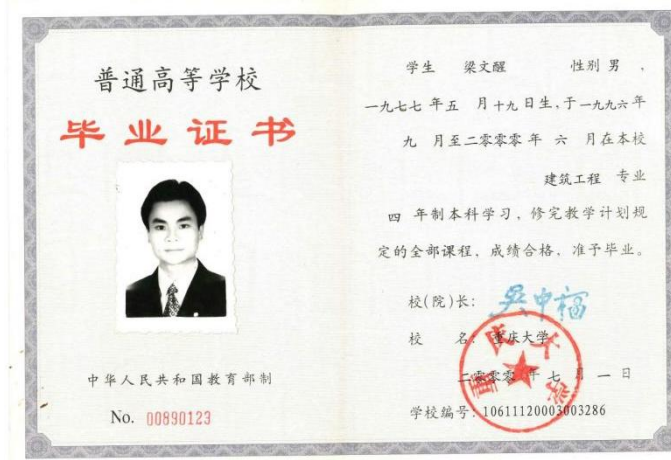 普通高等学校
毕业证书
中华人民共和国教育部制
No. 00890123
学生 梁文醒 性别 男 ,
一九七七 年五 月十九 日生,于一九九六年
九 月至二零零零年 六 月在本校
建筑工程 专业
四 年制本科学习,修完教学计划规
定的全部课程,成绩合格,准予毕业。
校(院)长: 吴中福
校 名: 重庆大学
二零零零年 七 月 一 日
学校编号: 10611120003003286
重庆大学